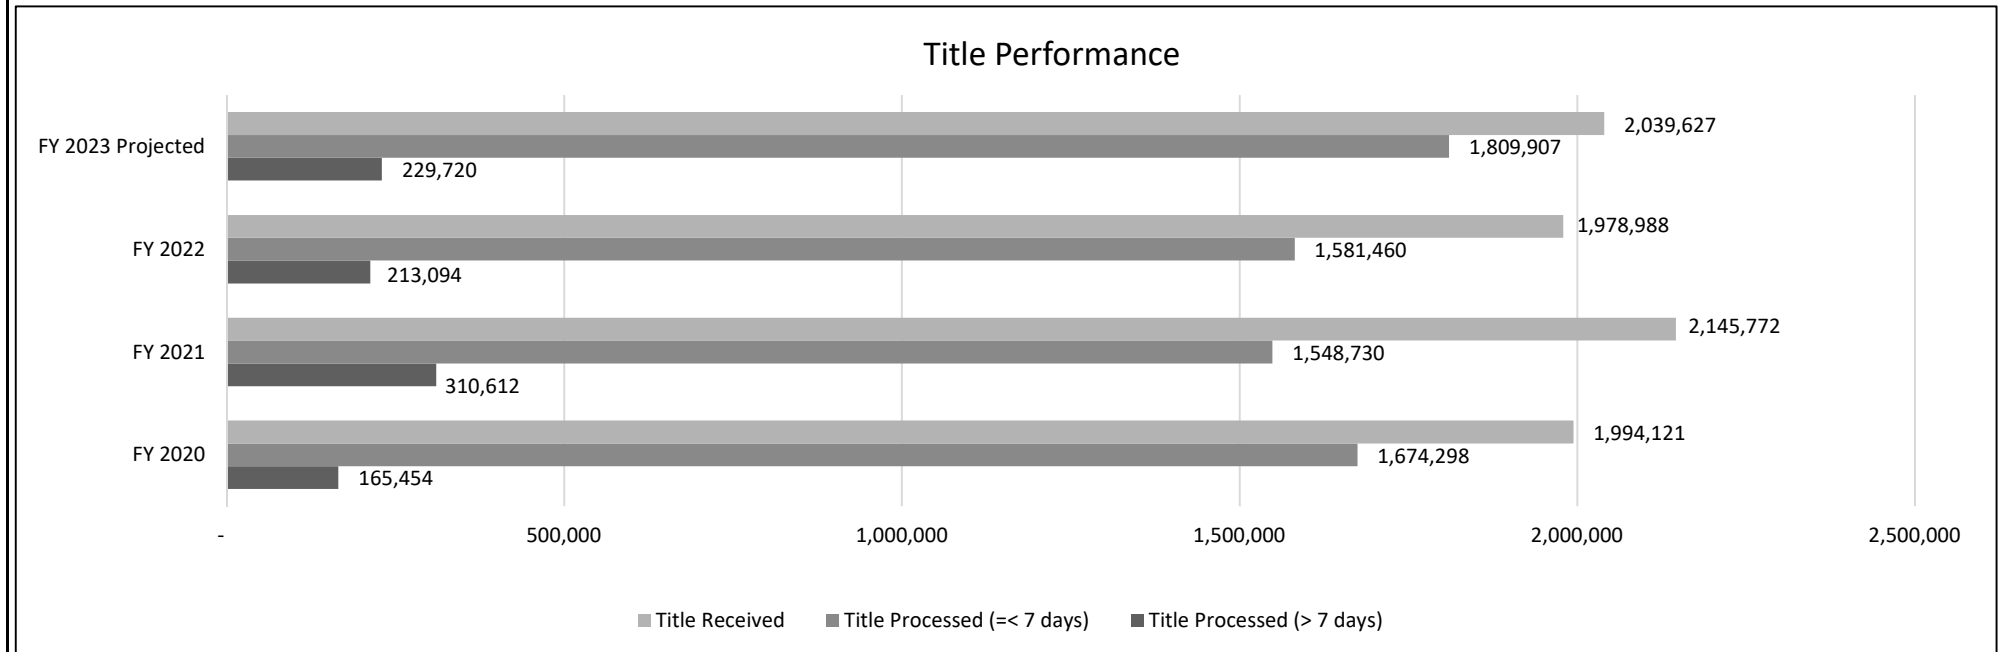 Title Performance
FY 2023 Projected
2,039,627
1,809,907
229,720
FY 2022
1,978,988
1,581,460
213,094
FY 2021
2,145,772
1,548,730
310,612
FY 2020
1,994,121
1,674,298
165,454
- 500,000 1,000,000 1,500,000 2,000,000 2,500,000
Title Received Title Processed (=< 7 days) Title Processed (> 7 days)